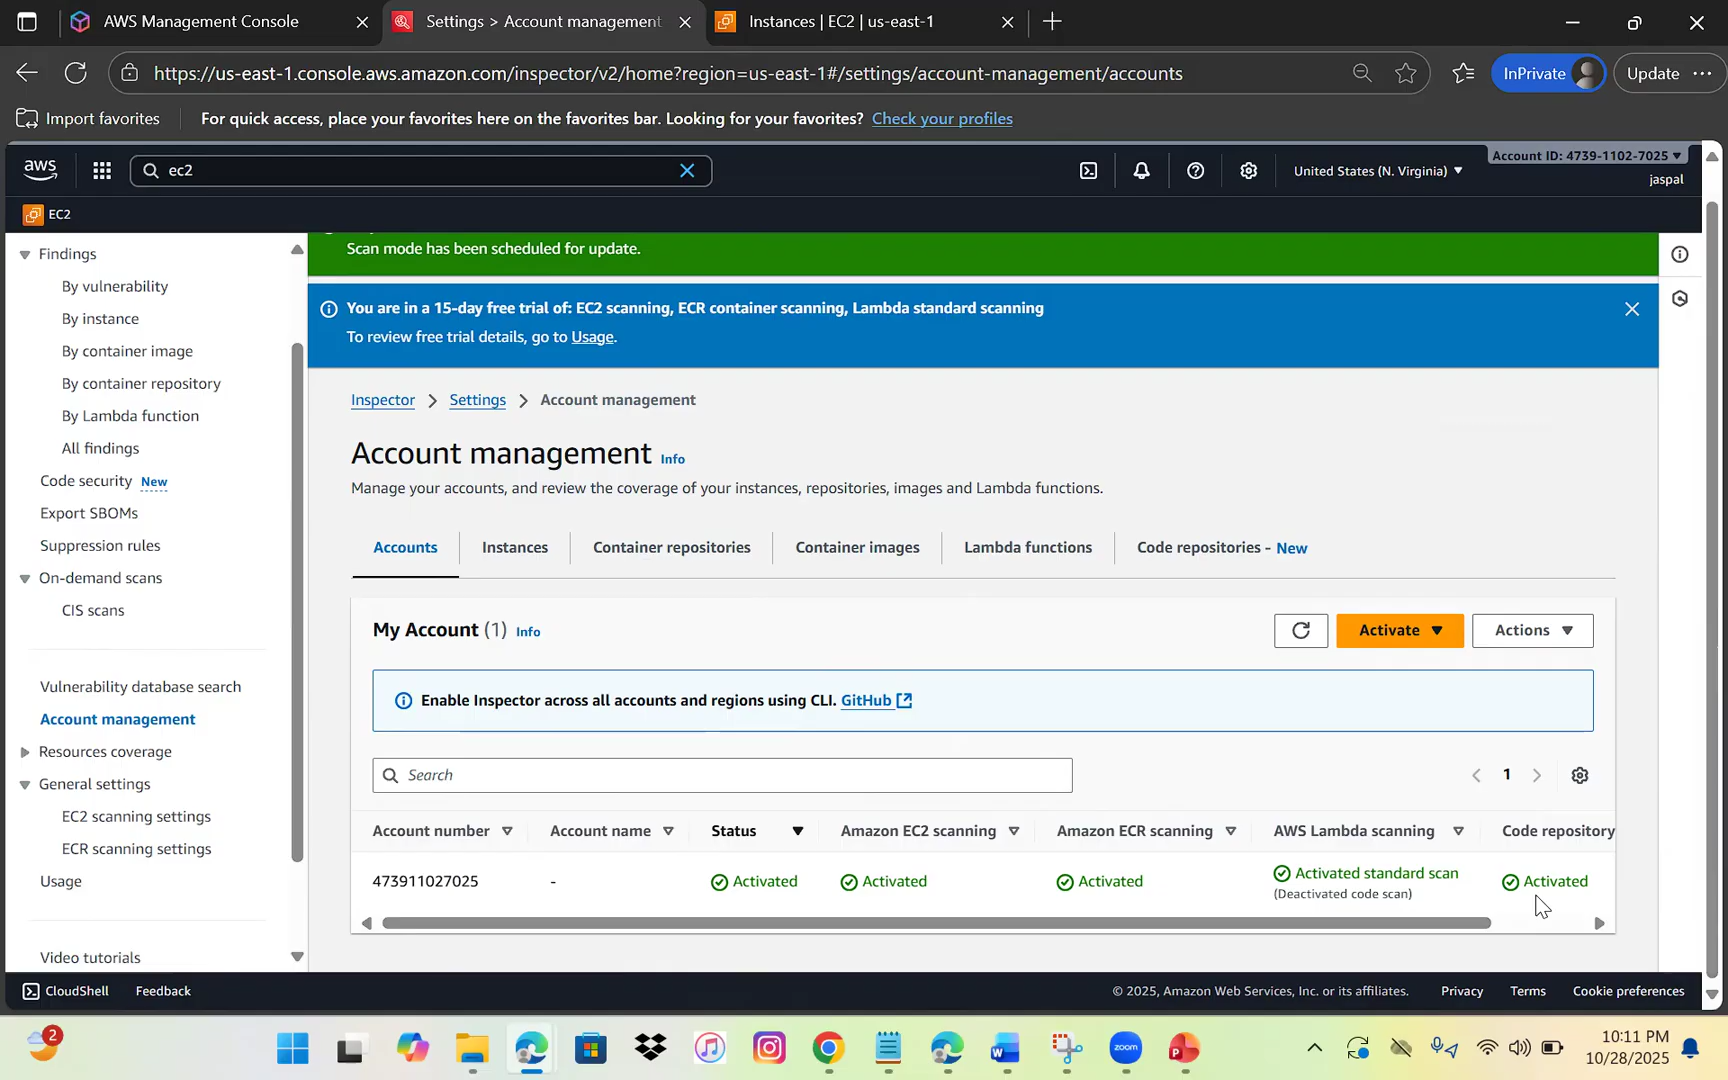 AWS Management Console
Settings > Account management
Instances | EC2 | us-east-1
https://us-east-1.console.aws.amazon.com/inspector/v2/home?region=us-east-1#/settings/account-management/accounts
InPrivate
Update
Import favorites
For quick access, place your favorites here on the favorites bar. Looking for your favorites? Check your profiles
aws
ec2
United States (N. Virginia)
Account ID: 4739-1102-7025
jaspal
EC2
Findings
By vulnerability
By instance
By container image
By container repository
By Lambda function
All findings
Code security New
Export SBOMs
Suppression rules
On-demand scans
CIS scans
Vulnerability database search
Account management
Resources coverage
General settings
EC2 scanning settings
ECR scanning settings
Usage
Video tutorials
Scan mode has been scheduled for update.
You are in a 15-day free trial of: EC2 scanning, ECR container scanning, Lambda standard scanning
To review free trial details, go to Usage.
Inspector > Settings > Account management
Account management Info
Manage your accounts, and review the coverage of your instances, repositories, images and Lambda functions.
Accounts Instances Container repositories Container images Lambda functions Code repositories - New
My Account (1) Info
Activate
Actions
Enable Inspector across all accounts and regions using CLI. GitHub
Search
1
Account number Account name Status Amazon EC2 scanning Amazon ECR scanning AWS Lambda scanning Code repository
473911027025 - Activated Activated Activated Activated standard scan Activated
(Deactivated code scan)
CloudShell Feedback
© 2025, Amazon Web Services, Inc. or its affiliates. Privacy Terms Cookie preferences
2
zoom
10:11 PM
10/28/2025